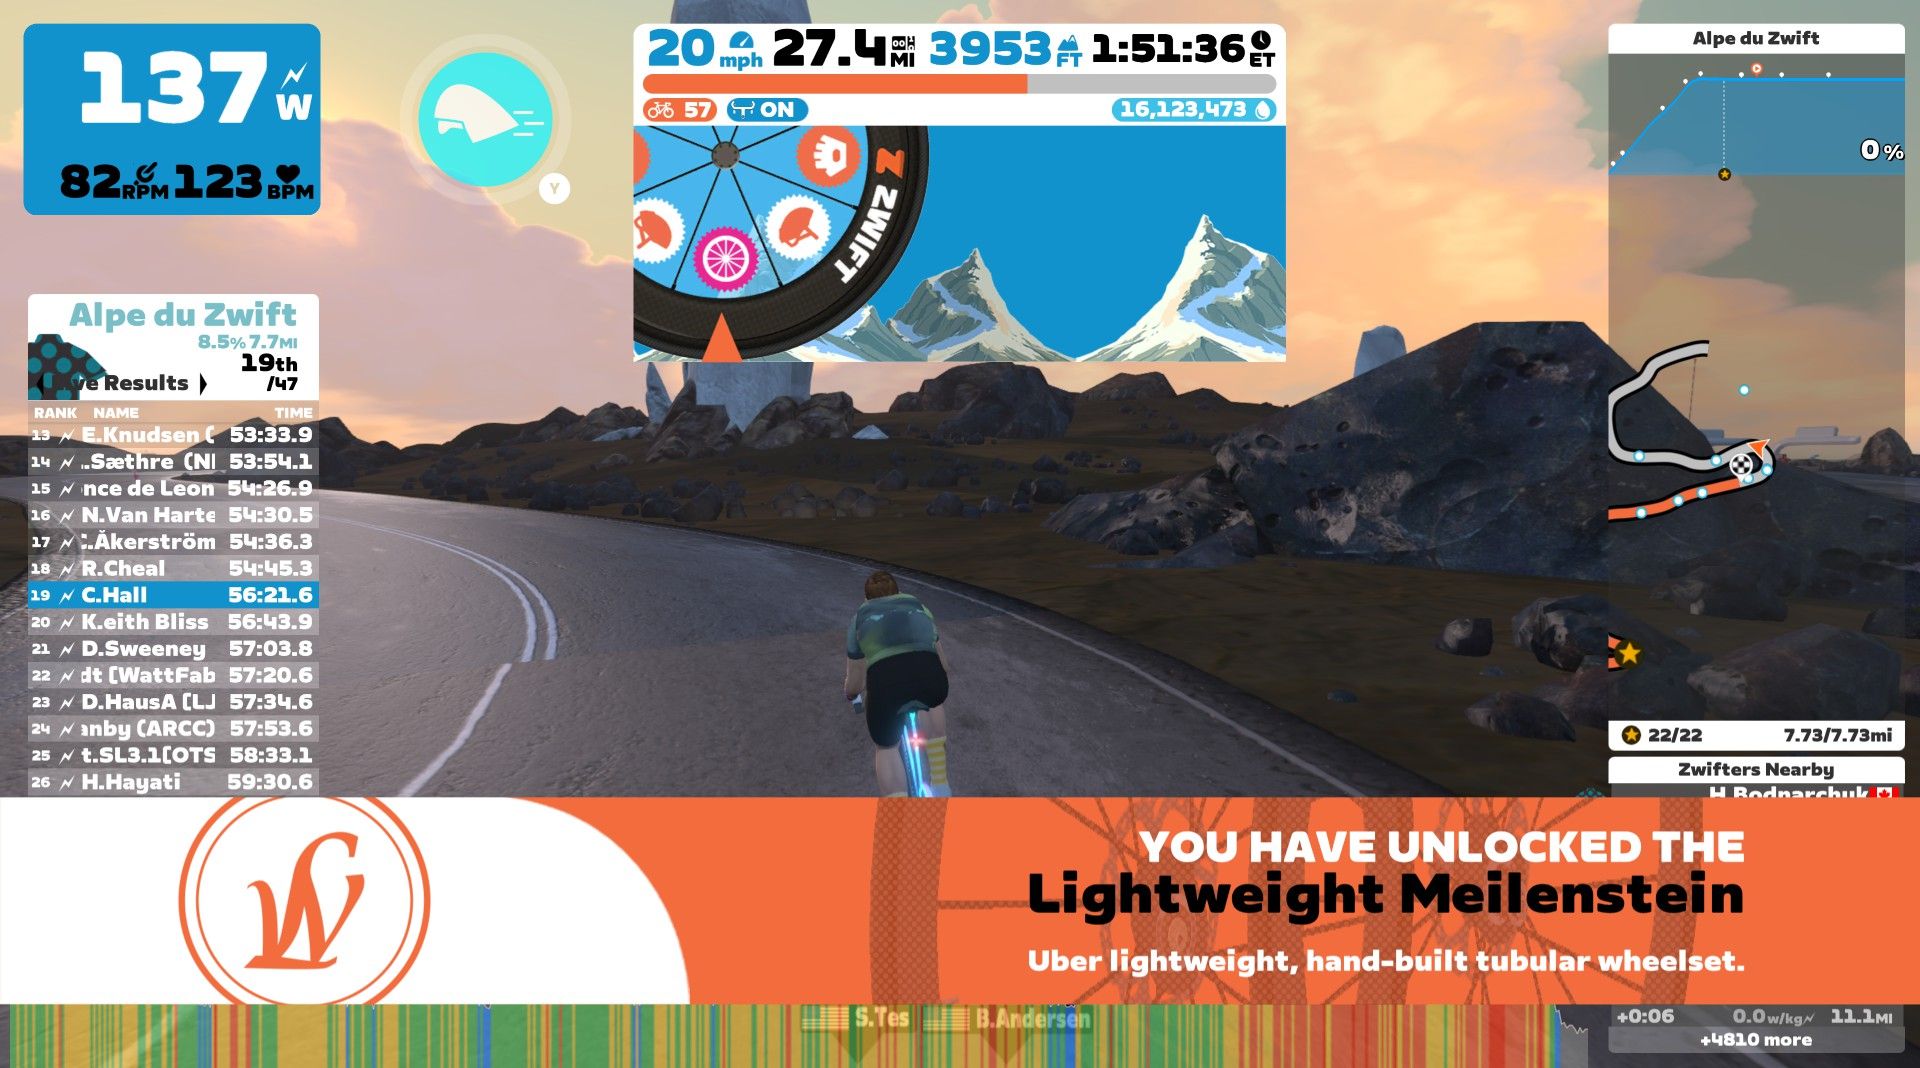 137 W
82 RPM 123 BPM
Y
20 mph 27.4 MI 3953 FT 1:51:36 ET
57 ON 16,123,473
Z ZWIFT
Alpe du Zwift
0%
Alpe du Zwift
8.5% 7.7MI
19th
/47
ve Results
RANK NAME TIME
13 E.Knudsen ( 53:33.9
14 .Sæthre (NI 53:54.1
15 nce de Leon 54:26.9
16 N.Van Harte 54:30.5
17 .Åkerström 54:36.3
18 R.Cheal 54:45.3
19 C.Hall 56:21.6
20 K.eith Bliss 56:43.9
21 D.Sweeney 57:03.8
22 dt [WattFab 57:20.6
23 D.HausA [LJ 57:34.6
24 anby (ARCC) 57:53.6
25 t.SL3.1[OTS 58:33.1
26 H.Hayati 59:30.6
22/22 7.73/7.73mi
Zwifters Nearby
H.Bodnarchuk
YOU HAVE UNLOCKED THE
Lightweight Meilenstein
Uber lightweight, hand-built tubular wheelset.
S.Tes B.Andersen
+0:06 0.0w/kg 11.1MI
+4810 more